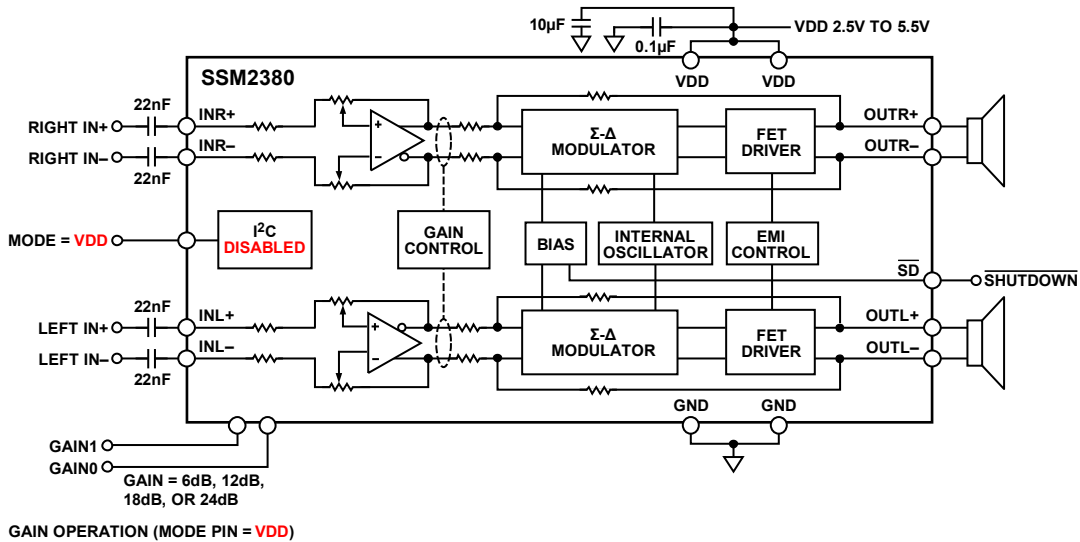 10µF
0.1µF
VDD 2.5V TO 5.5V
VDD
VDD
SSM2380
22nF
RIGHT IN+
INR+
RIGHT IN–
INR–
22nF
+
–
Σ-Δ
MODULATOR
FET
DRIVER
OUTR+
OUTR–
MODE = VDD
I²C
DISABLED
GAIN
CONTROL
BIAS
INTERNAL
OSCILLATOR
EMI
CONTROL
SD
SHUTDOWN
22nF
LEFT IN+
INL+
LEFT IN–
INL–
22nF
+
–
Σ-Δ
MODULATOR
FET
DRIVER
OUTL+
OUTL–
GND
GND
GAIN1
GAIN0
GAIN = 6dB, 12dB,
18dB, OR 24dB
GAIN OPERATION (MODE PIN = VDD)